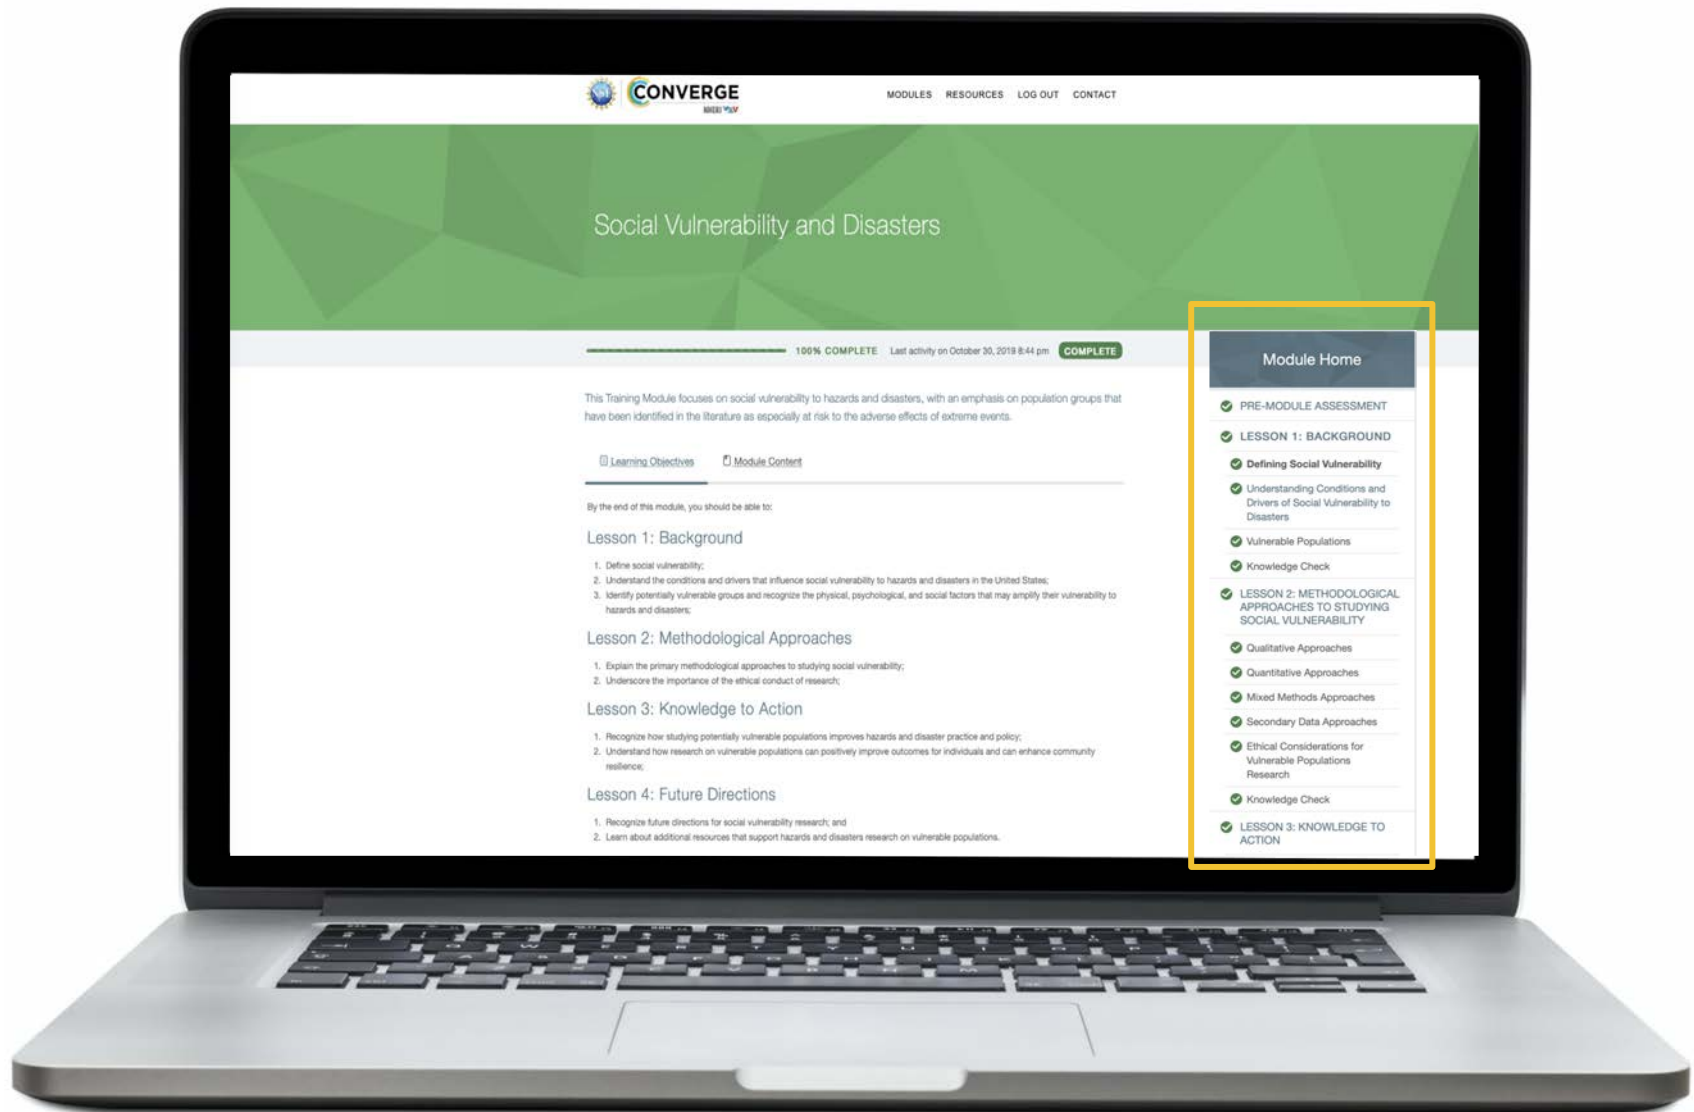 CONVERGE
MODULES RESOURCES LOG OUT CONTACT
Social Vulnerability and Disasters
100% COMPLETE Last activity on October 30, 2019 8:44 pm COMPLETE
This Training Module focuses on social vulnerability to hazards and disasters, with an emphasis on population groups that
have been identified in the literature as especially at risk to the adverse effects of extreme events.
Learning Objectives Module Content
By the end of this module, you should be able to:
Lesson 1: Background
1. Define social vulnerability;
2. Understand the conditions and drivers that influence social vulnerability to hazards and disasters in the United States;
3. Identify potentially vulnerable groups and recognize the physical, psychological, and social factors that may amplify their vulnerability to
hazards and disasters;
Lesson 2: Methodological Approaches
1. Explain the primary methodological approaches to studying social vulnerability;
2. Underscore the importance of the ethical conduct of research;
Lesson 3: Knowledge to Action
1. Recognize how studying potentially vulnerable populations improves hazards and disaster practice and policy;
2. Understand how research on vulnerable populations can positively improve outcomes for individuals and can enhance community
resilience;
Lesson 4: Future Directions
1. Recognize future directions for social vulnerability research; and
2. Learn about additional resources that support hazards and disasters research on vulnerable populations.
Module Home
PRE-MODULE ASSESSMENT
LESSON 1: BACKGROUND
Defining Social Vulnerability
Understanding Conditions and
Drivers of Social Vulnerability to
Disasters
Vulnerable Populations
Knowledge Check
LESSON 2: METHODOLOGICAL
APPROACHES TO STUDYING
SOCIAL VULNERABILITY
Qualitative Approaches
Quantitative Approaches
Mixed Methods Approaches
Secondary Data Approaches
Ethical Considerations for
Vulnerable Populations
Research
Knowledge Check
LESSON 3: KNOWLEDGE TO
ACTION